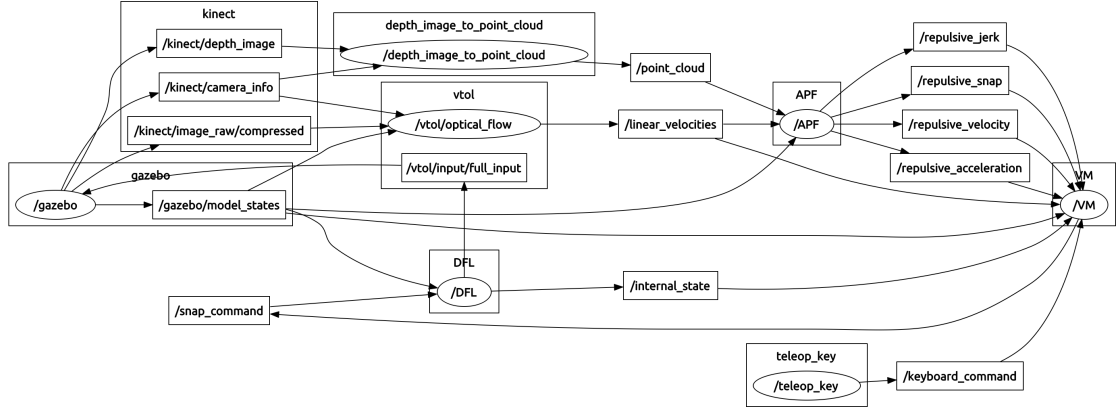 kinect
/kinect/depth_image
/kinect/camera_info
/kinect/image_raw/compressed
depth_image_to_point_cloud
/depth_image_to_point_cloud
vtol
/vtol/optical_flow
/vtol/input/full_input
gazebo
/gazebo
/gazebo/model_states
/point_cloud
/linear_velocities
APF
/APF
/repulsive_jerk
/repulsive_snap
/repulsive_velocity
/repulsive_acceleration
VM
/VM
DFL
/DFL
/internal_state
/snap_command
teleop_key
/teleop_key
/keyboard_command